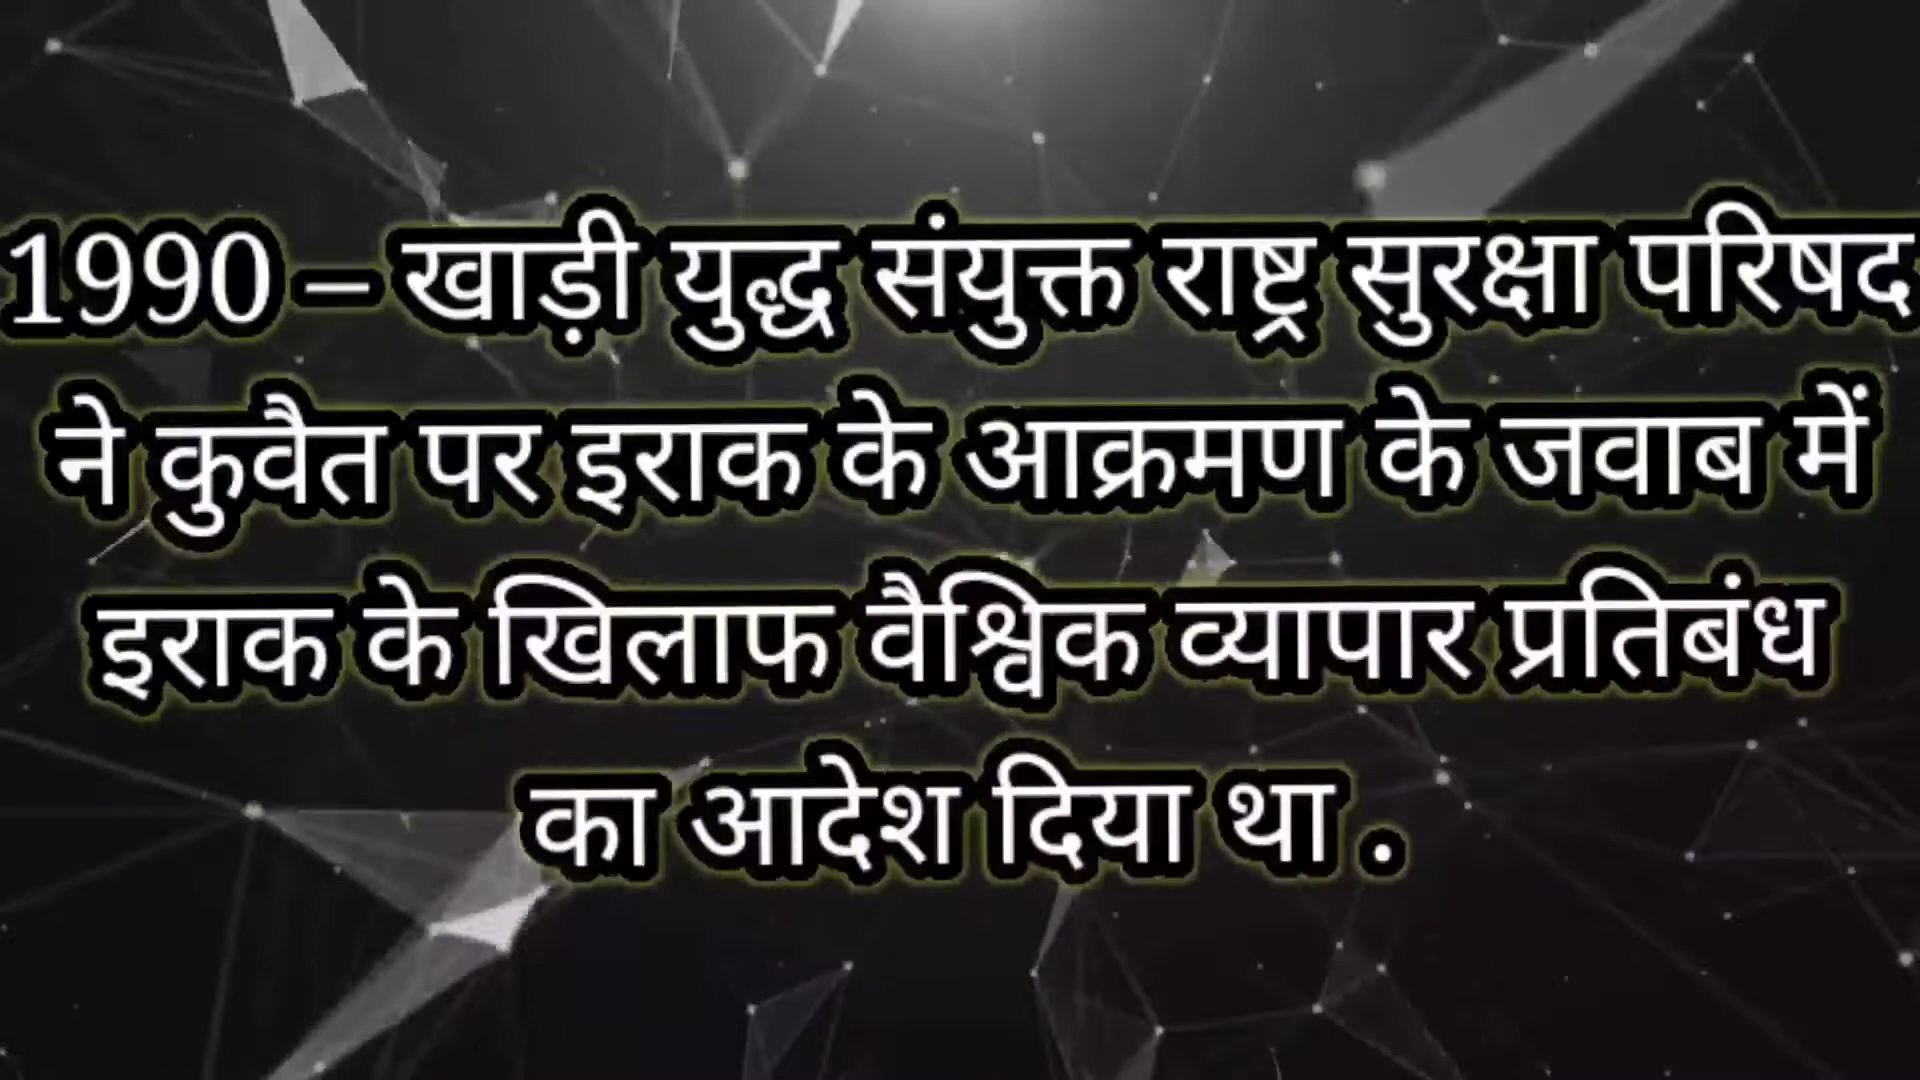 1990 – खाड़ी युद्ध संयुक्त राष्ट्र सुरक्षा परिषद
ने कुवैत पर इराक के आक्रमण के जवाब में
इराक के खिलाफ वैश्विक व्यापार प्रतिबंध
का आदेश दिया था .